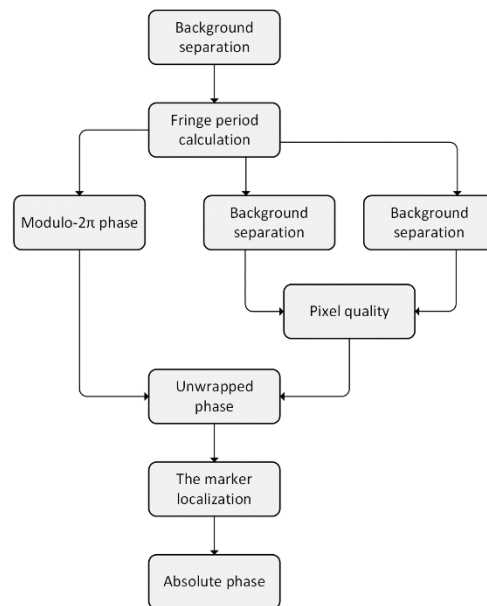 Background
separation
Fringe period
calculation
Modulo-2π phase
Background
separation
Background
separation
Pixel quality
Unwrapped
phase
The marker
localization
Absolute phase